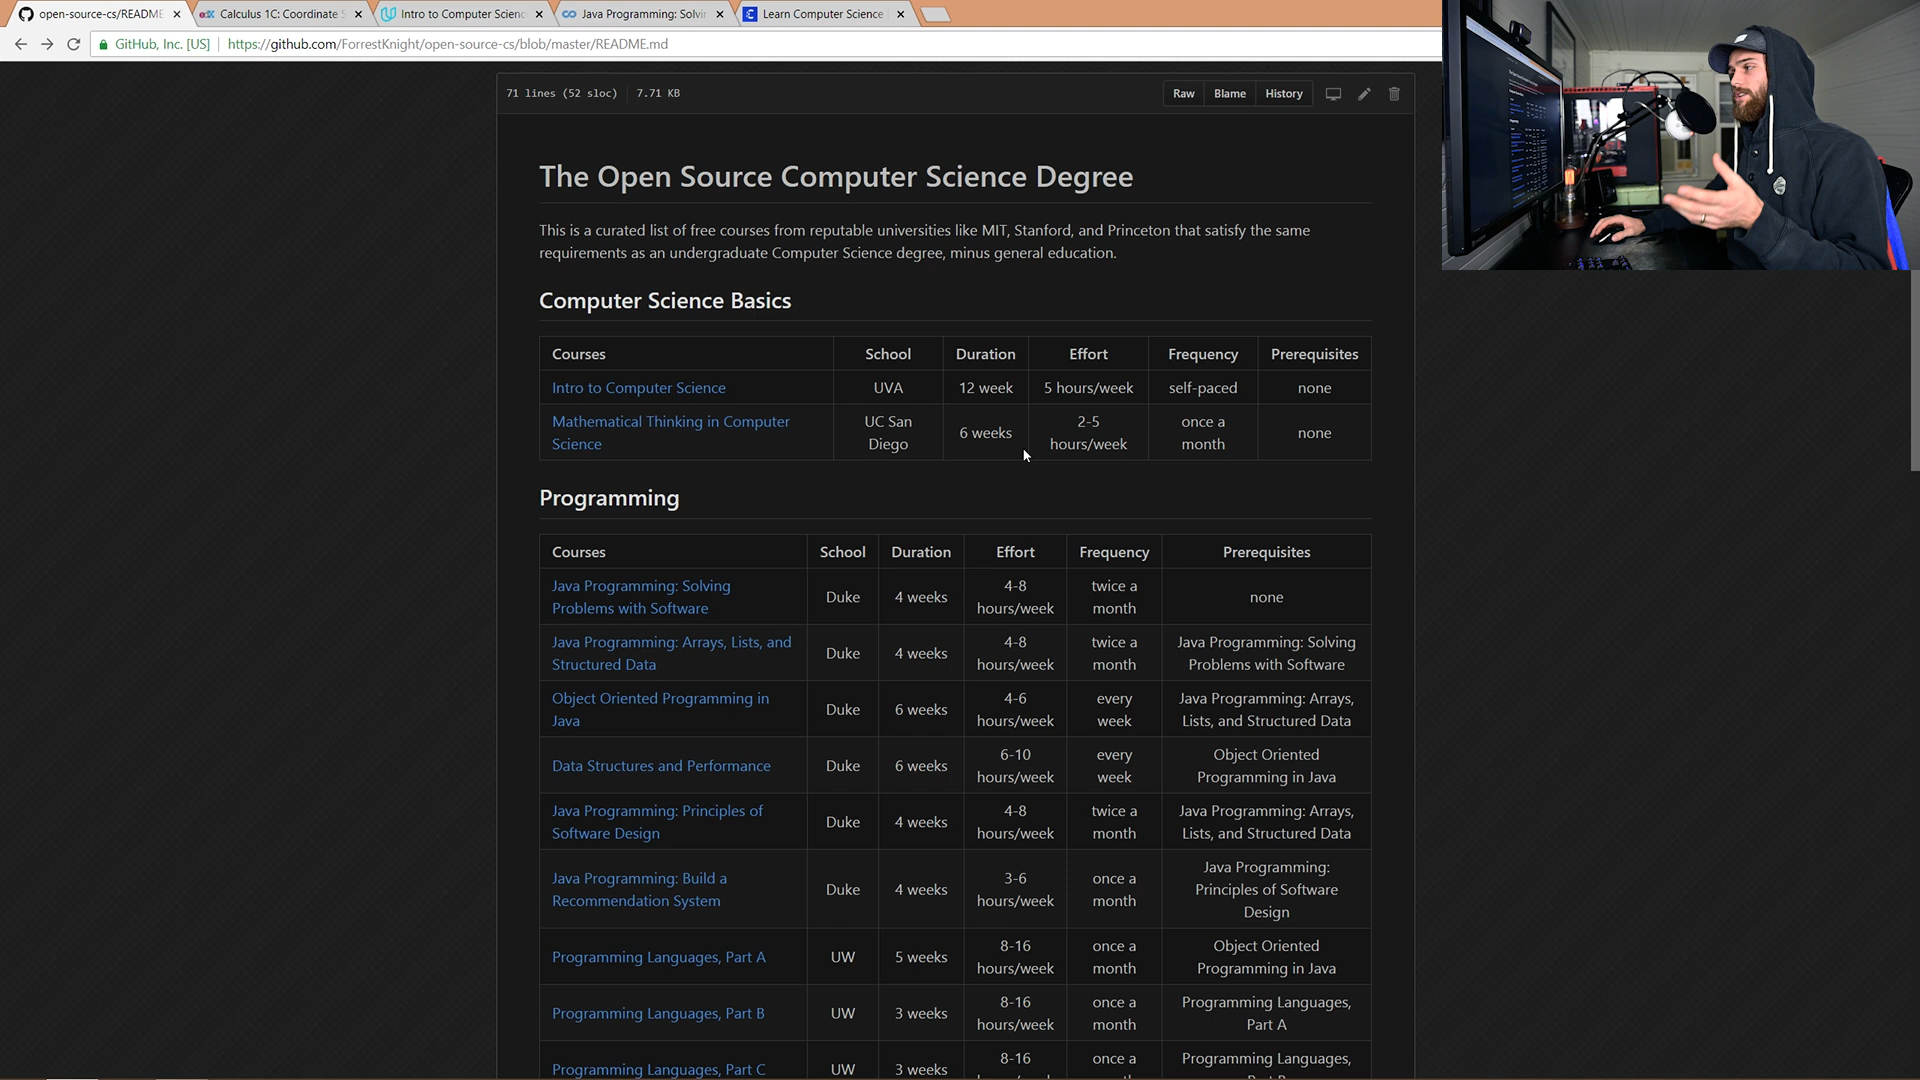 open-source-cs/README
Calculus 1C: Coordinate S
Intro to Computer Scienc
Java Programming: Solvi
Learn Computer Science
GitHub, Inc. [US] https://github.com/ForrestKnight/open-source-cs/blob/master/README.md
71 lines (52 sloc) 7.71 KB
Raw Blame History
The Open Source Computer Science Degree
This is a curated list of free courses from reputable universities like MIT, Stanford, and Princeton that satisfy the same
requirements as an undergraduate Computer Science degree, minus general education.
Computer Science Basics
Courses School Duration Effort Frequency Prerequisites
Intro to Computer Science UVA 12 week 5 hours/week self-paced none
Mathematical Thinking in Computer
Science
UC San
Diego
6 weeks
2-5
hours/week
once a
month
none
Programming
Courses School Duration Effort Frequency Prerequisites
Java Programming: Solving
Problems with Software
Duke
4 weeks
4-8
hours/week
twice a
month
none
Java Programming: Arrays, Lists, and
Structured Data
Duke
4 weeks
4-8
hours/week
twice a
month
Java Programming: Solving
Problems with Software
Object Oriented Programming in
Java
Duke
6 weeks
4-6
hours/week
every
week
Java Programming: Arrays,
Lists, and Structured Data
Data Structures and Performance
Duke
6 weeks
6-10
hours/week
every
week
Object Oriented
Programming in Java
Java Programming: Principles of
Software Design
Duke
4 weeks
4-8
hours/week
twice a
month
Java Programming: Arrays,
Lists, and Structured Data
Java Programming: Build a
Recommendation System
Duke
4 weeks
3-6
hours/week
once a
month
Java Programming:
Principles of Software
Design
Programming Languages, Part A
UW
5 weeks
8-16
hours/week
once a
month
Object Oriented
Programming in Java
Programming Languages, Part B
UW
3 weeks
8-16
hours/week
once a
month
Programming Languages,
Part A
Programming Languages, Part C
UW
3 weeks
8-16
once a
Programming Languages,